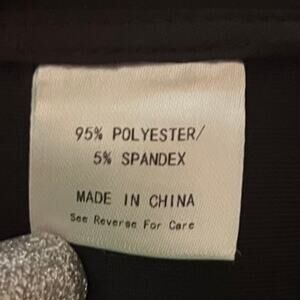 95% POLYESTER/
5% SPANDEX
MADE IN CHINA
See Reverse For Care